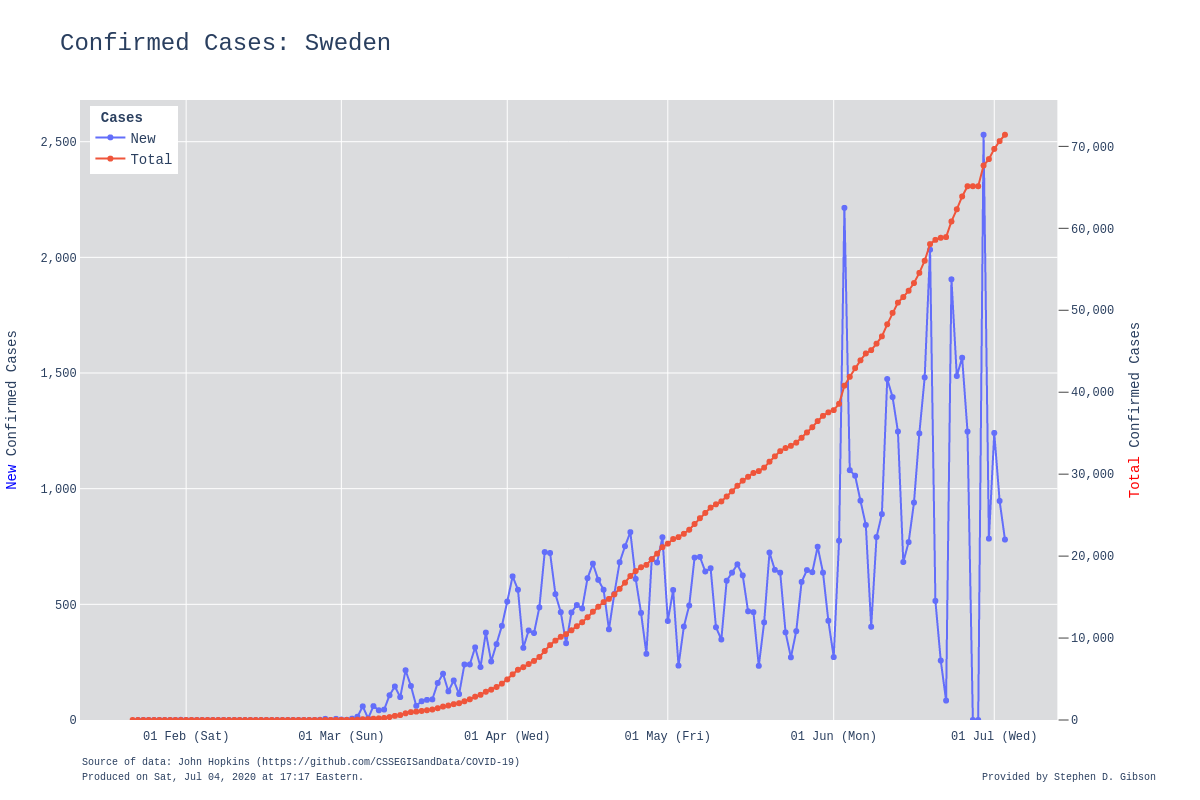 Confirmed Cases: Sweden
Cases
New
Total
2,500
2,000
1,500
1,000
500
0
New Confirmed Cases
70,000
60,000
50,000
40,000
30,000
20,000
10,000
0
Total Confirmed Cases
01 Feb (Sat) 01 Mar (Sun) 01 Apr (Wed) 01 May (Fri) 01 Jun (Mon) 01 Jul (Wed)
Source of data: John Hopkins (https://github.com/CSSEGISandData/COVID-19)
Produced on Sat, Jul 04, 2020 at 17:17 Eastern.
Provided by Stephen D. Gibson